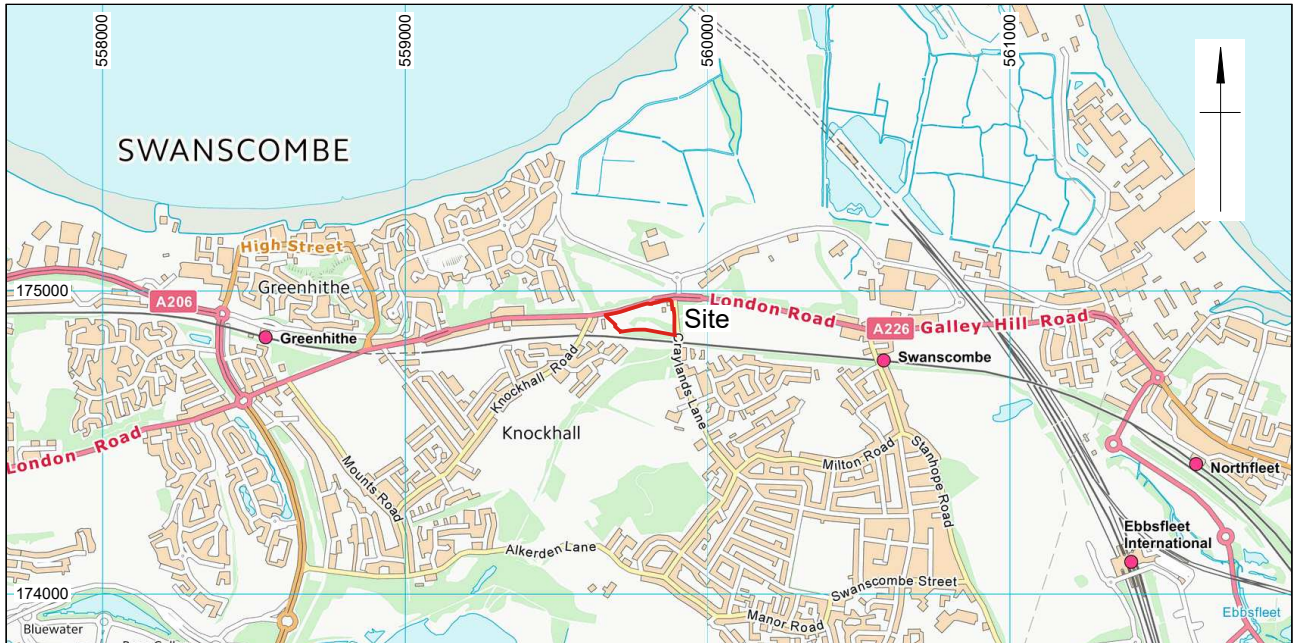 558000
559000
560000
561000
SWANSCOMBE
High Street
Greenhithe
175000
A206
Greenhithe
London Road
Site
A226
Galley Hill Road
Swanscombe
Craylands Lane
Knockhall Road
Knockhall
London Road
Mounts Road
Milton Road
Stanhope Road
Northfleet
Ebbsfleet
International
Alkerden Lane
174000
Swanscombe Street
Manor Road
Ebbsfleet
Bluewater